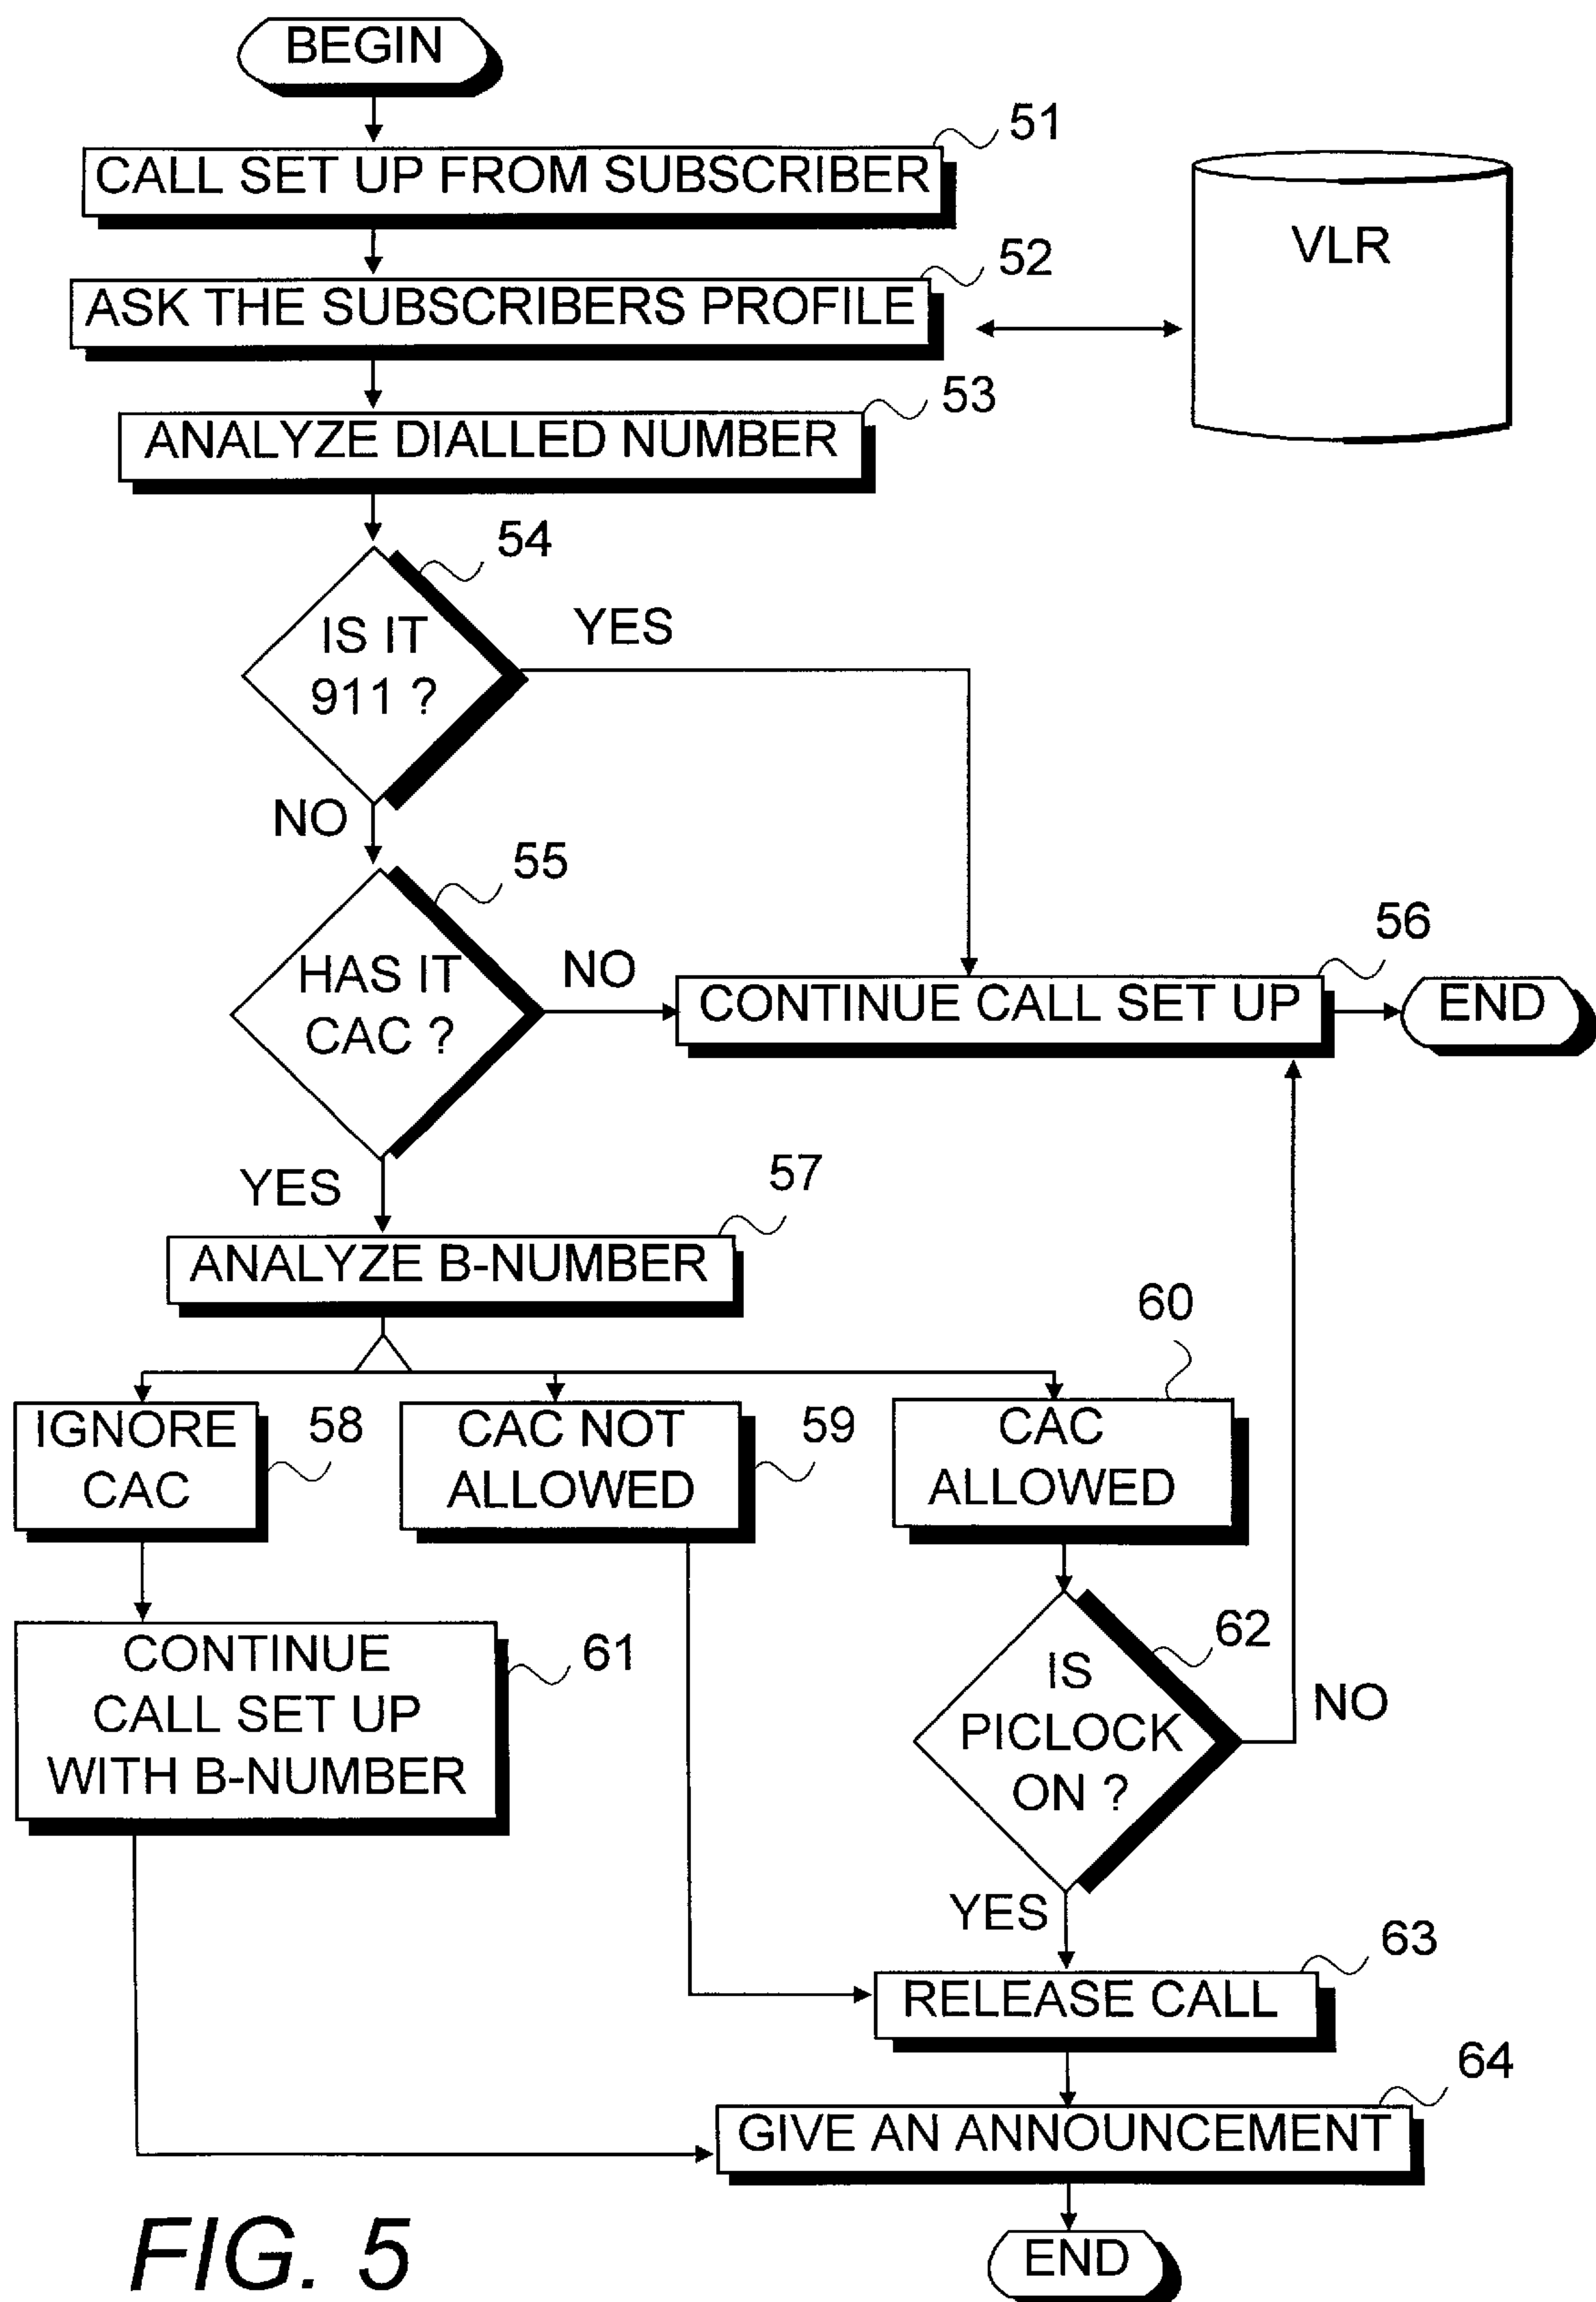 BEGIN
51
CALL SET UP FROM SUBSCRIBER
VLR
52
ASK THE SUBSCRIBERS PROFILE
53
ANALYZE DIALLED NUMBER
54
IS IT
911 ?
YES
NO
55
HAS IT
CAC ?
NO
56
CONTINUE CALL SET UP
END
YES
57
ANALYZE B-NUMBER
60
IGNORE
CAC
58
CAC NOT
ALLOWED
59
CAC
ALLOWED
CONTINUE
CALL SET UP
WITH B-NUMBER
61
62
IS
PICLOCK
ON ?
NO
YES
63
RELEASE CALL
64
GIVE AN ANNOUNCEMENT
END
FIG. 5